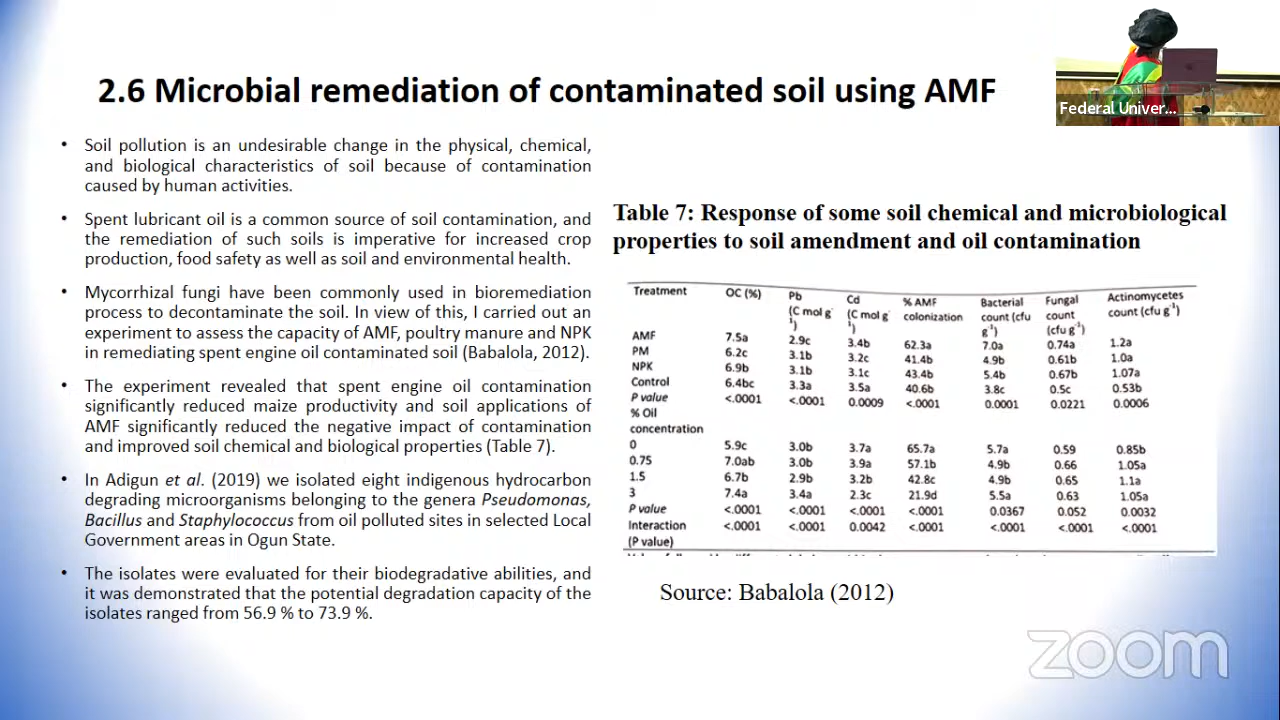 2.6 Microbial remediation of contaminated soil using AMF
Federal Univer...
• Soil pollution is an undesirable change in the physical, chemical,
and biological characteristics of soil because of contamination
caused by human activities.
• Spent lubricant oil is a common source of soil contamination, and
the remediation of such soils is imperative for increased crop
production, food safety as well as soil and environmental health.
• Mycorrhizal fungi have been commonly used in bioremediation
process to decontaminate the soil. In view of this, I carried out an
experiment to assess the capacity of AMF, poultry manure and NPK
in remediating spent engine oil contaminated soil (Babalola, 2012).
• The experiment revealed that spent engine oil contamination
significantly reduced maize productivity and soil applications of
AMF significantly reduced the negative impact of contamination
and improved soil chemical and biological properties (Table 7).
• In Adigun et al. (2019) we isolated eight indigenous hydrocarbon
degrading microorganisms belonging to the genera Pseudomonas,
Bacillus and Staphylococcus from oil polluted sites in selected Local
Government areas in Ogun State.
• The isolates were evaluated for their biodegradative abilities, and
it was demonstrated that the potential degradation capacity of the
isolates ranged from 56.9 % to 73.9 %.
Table 7: Response of some soil chemical and microbiological
properties to soil amendment and oil contamination
Treatment OC (%) Pb (C mol g⁻¹) Cd (C mol g⁻¹) % AMF colonization Bacterial count (cfu g⁻¹) Fungal count (cfu g⁻¹) Actinomycetes count (cfu g⁻¹)
AMF 7.5a 2.9c 3.4b 62.3a 7.0a 0.74a 1.2a
PM 6.2c 3.1b 3.2c 41.4b 4.9b 0.61b 1.0a
NPK 6.9b 3.1b 3.1c 43.4b 5.4b 0.67b 1.07a
Control 6.4bc 3.3a 3.5a 40.6b 3.8c 0.5c 0.53b
P value <.0001 <.0001 0.0009 <.0001 0.0001 0.0221 0.0006
% Oil
concentration
0 5.9c 3.0b 3.7a 65.7a 5.7a 0.59 0.85b
0.75 7.0ab 3.0b 3.9a 57.1b 4.9b 0.66 1.05a
1.5 6.7b 2.9b 3.2b 42.8c 4.9b 0.65 1.1a
3 7.4a 3.4a 2.3c 21.9d 5.5a 0.63 1.05a
P value <.0001 <.0001 <.0001 <.0001 0.0367 0.052 0.0032
Interaction <.0001 <.0001 0.0042 <.0001 <.0001 <.0001 <.0001
(P value)
Source: Babalola (2012)
zoom